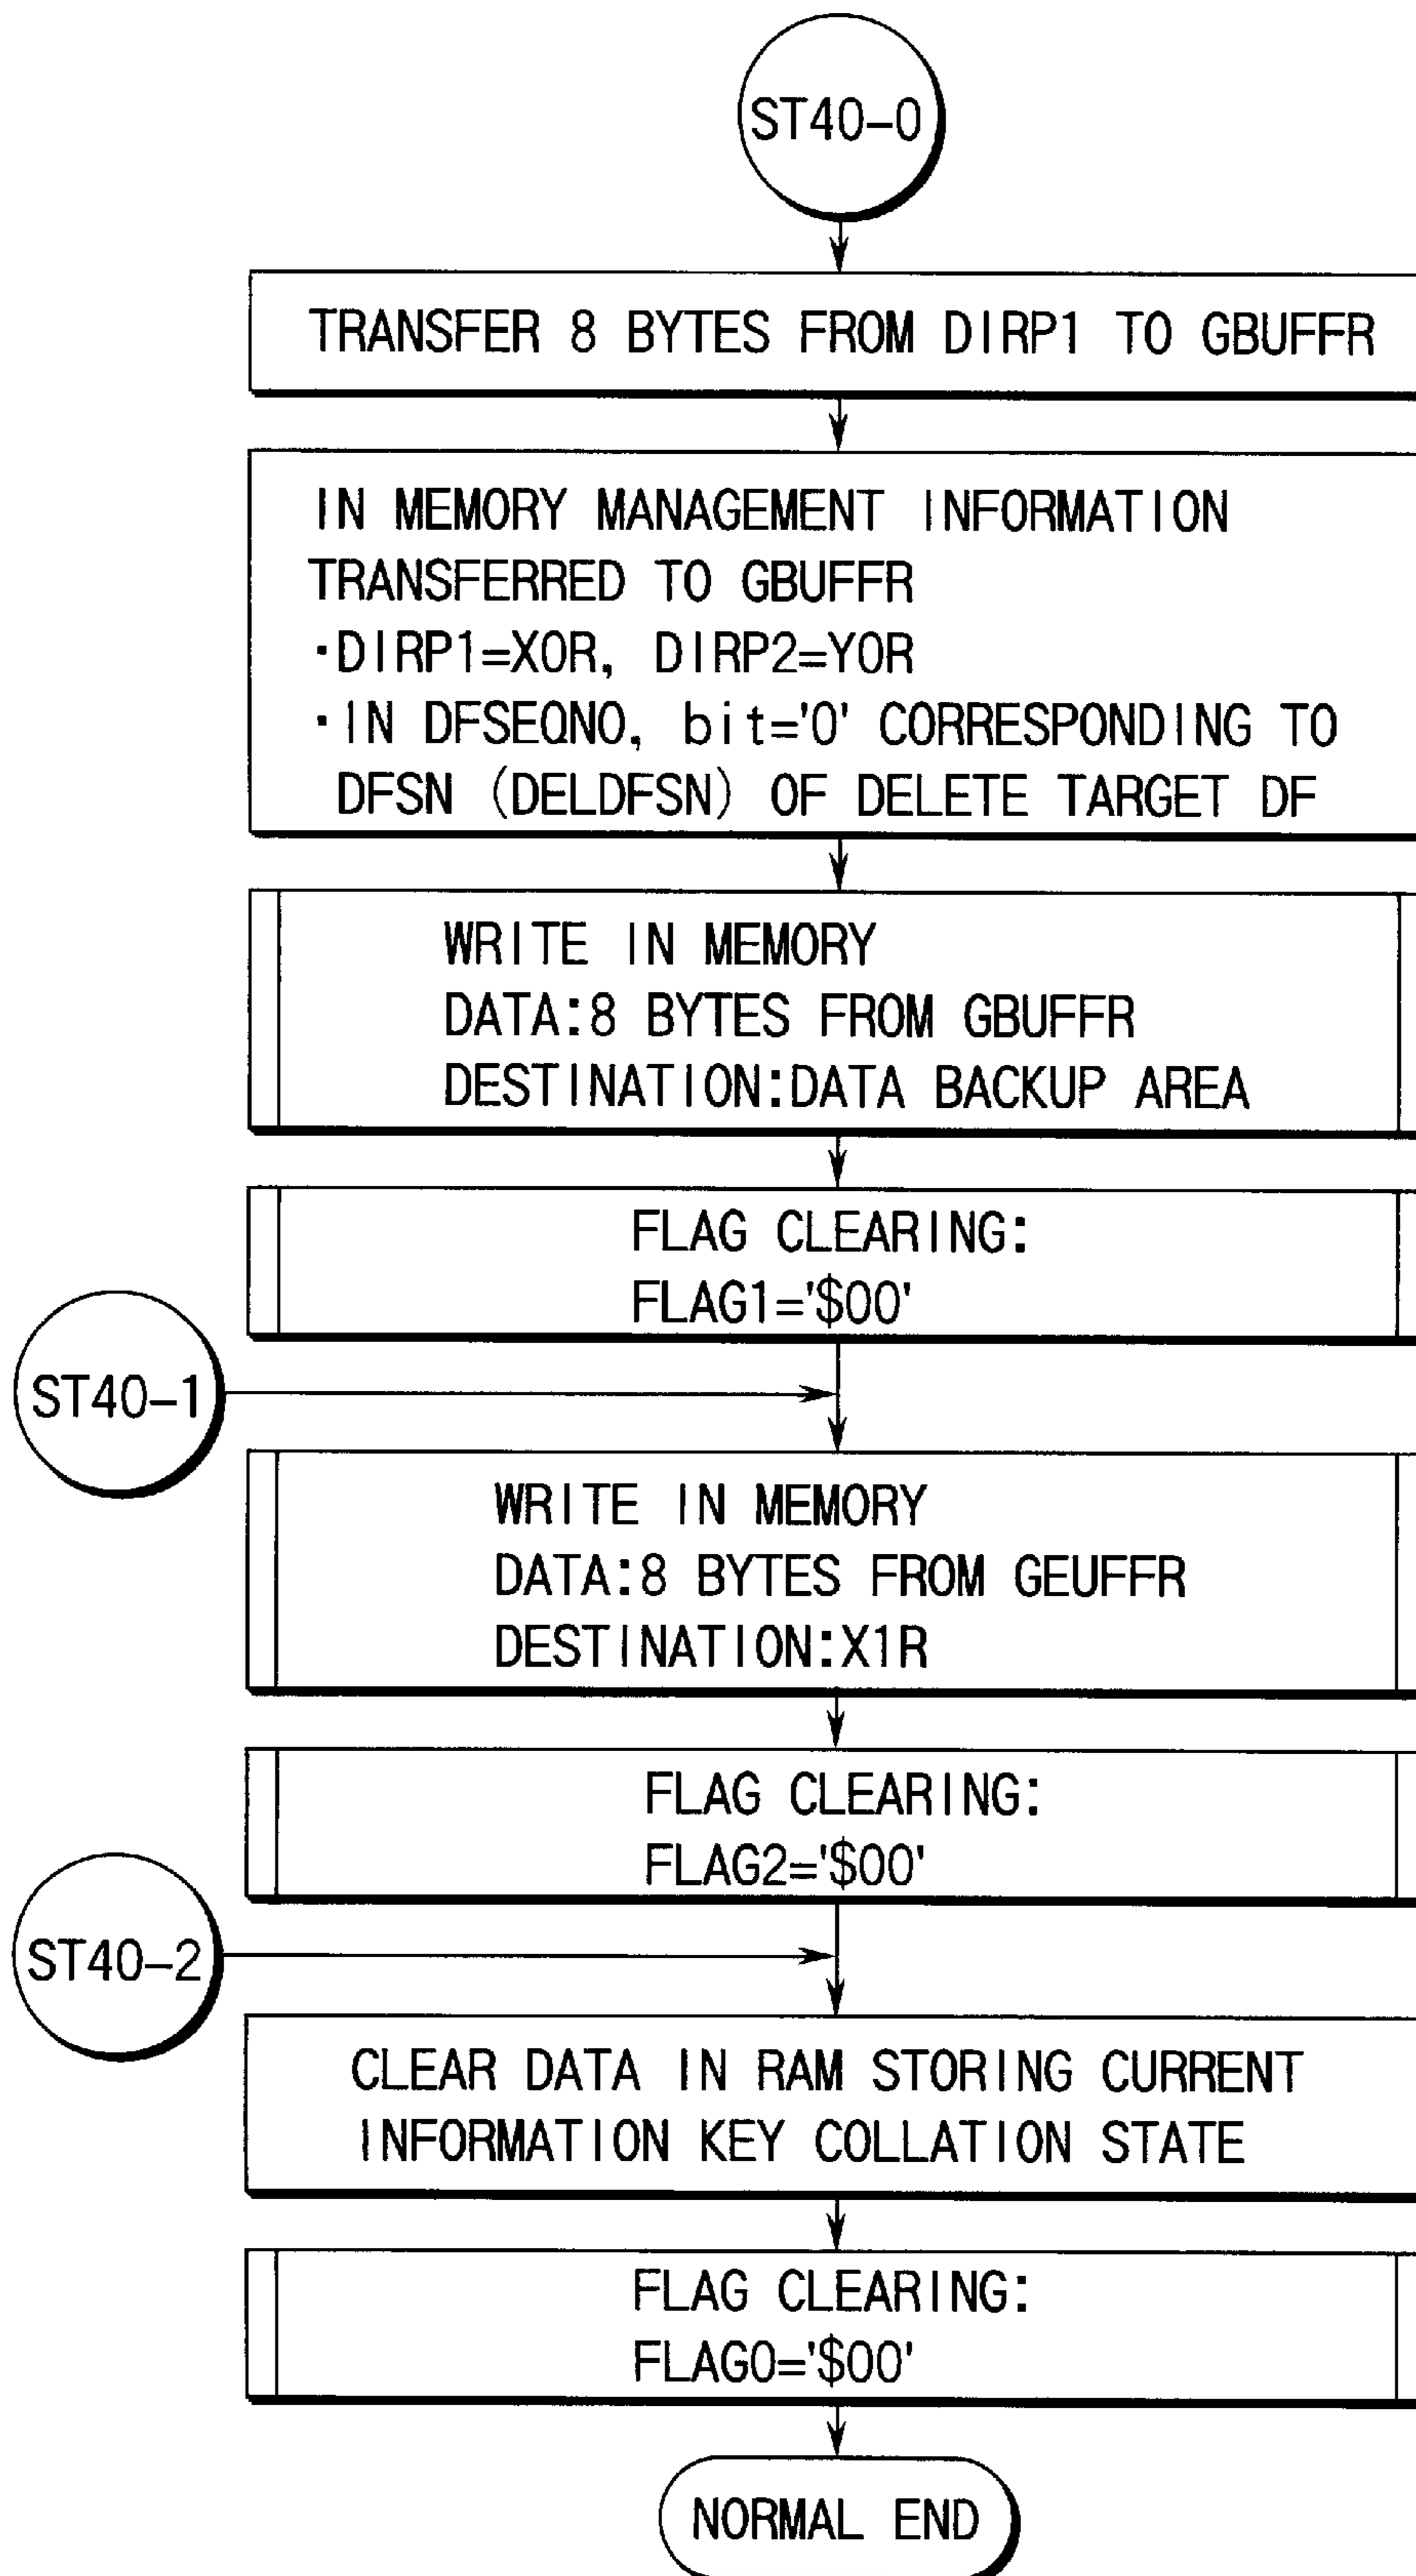 ST40-0
TRANSFER 8 BYTES FROM DIRP1 TO GBUFFR
IN MEMORY MANAGEMENT INFORMATION
TRANSFERRED TO GBUFFR
·DIRP1=X0R, DIRP2=Y0R
·IN DFSEQNO, bit='0' CORRESPONDING TO
DFSN (DELDFSN) OF DELETE TARGET DF
WRITE IN MEMORY
DATA:8 BYTES FROM GBUFFR
DESTINATION:DATA BACKUP AREA
FLAG CLEARING:
FLAG1='$00'
ST40-1
WRITE IN MEMORY
DATA:8 BYTES FROM GEUFFR
DESTINATION:X1R
FLAG CLEARING:
FLAG2='$00'
ST40-2
CLEAR DATA IN RAM STORING CURRENT
INFORMATION KEY COLLATION STATE
FLAG CLEARING:
FLAG0='$00'
NORMAL END